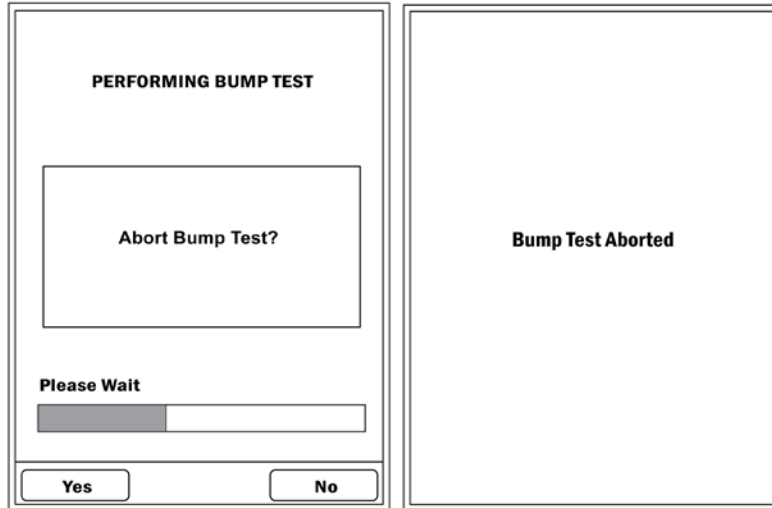 PERFORMING BUMP TEST
Abort Bump Test?
Please Wait
Yes
No
Bump Test Aborted